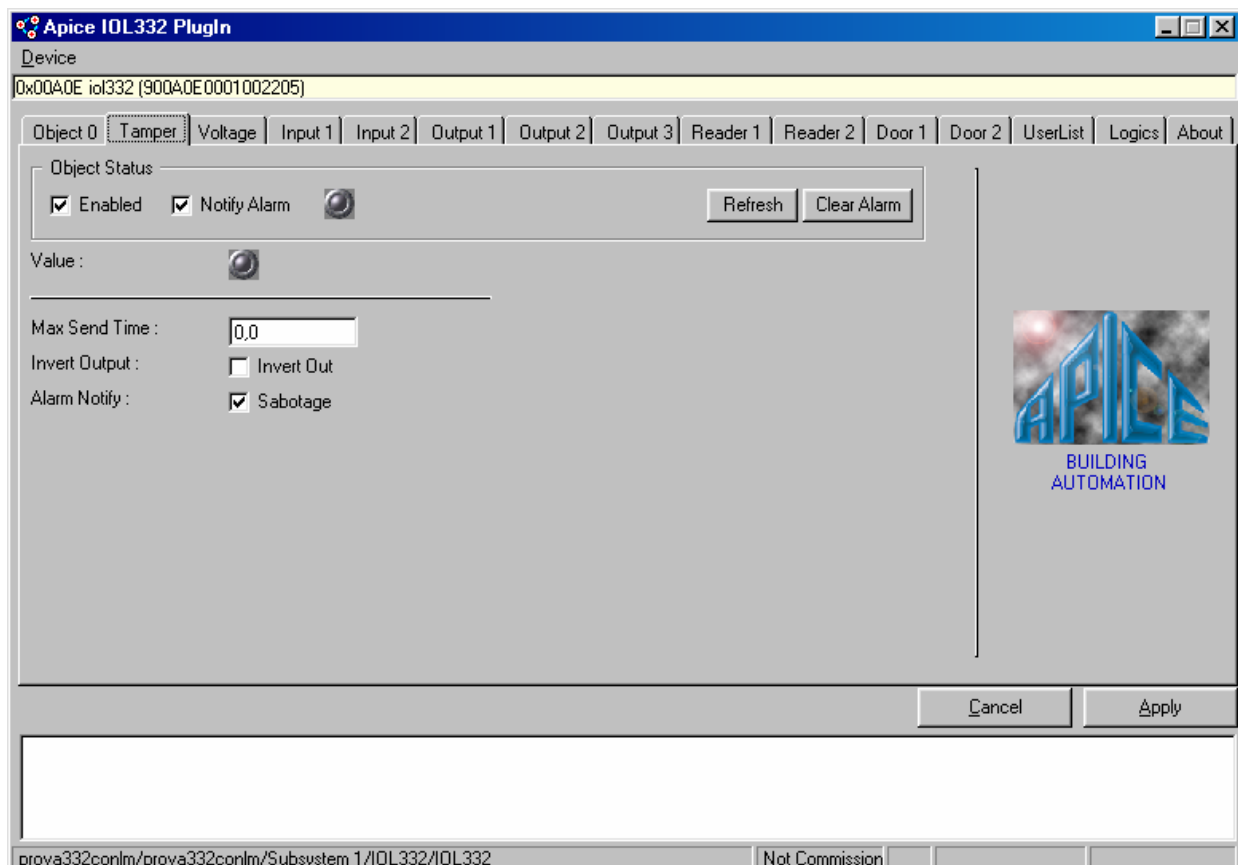 Apice IOL332 PlugIn
Device
0x00A0E iol332 (900A0E0001002205)
Object 0 Tamper Voltage Input 1 Input 2 Output 1 Output 2 Output 3 Reader 1 Reader 2 Door 1 Door 2 UserList Logics About
Object Status
Enabled Notify Alarm Refresh Clear Alarm
Value :
Max Send Time : 0,0
Invert Output : Invert Out
Alarm Notify : Sabotage
APICE
BUILDING
AUTOMATION
Cancel Apply
prova332conlm/prova332conlm/Subsystem 1/IOL332/IOL332 Not Commission